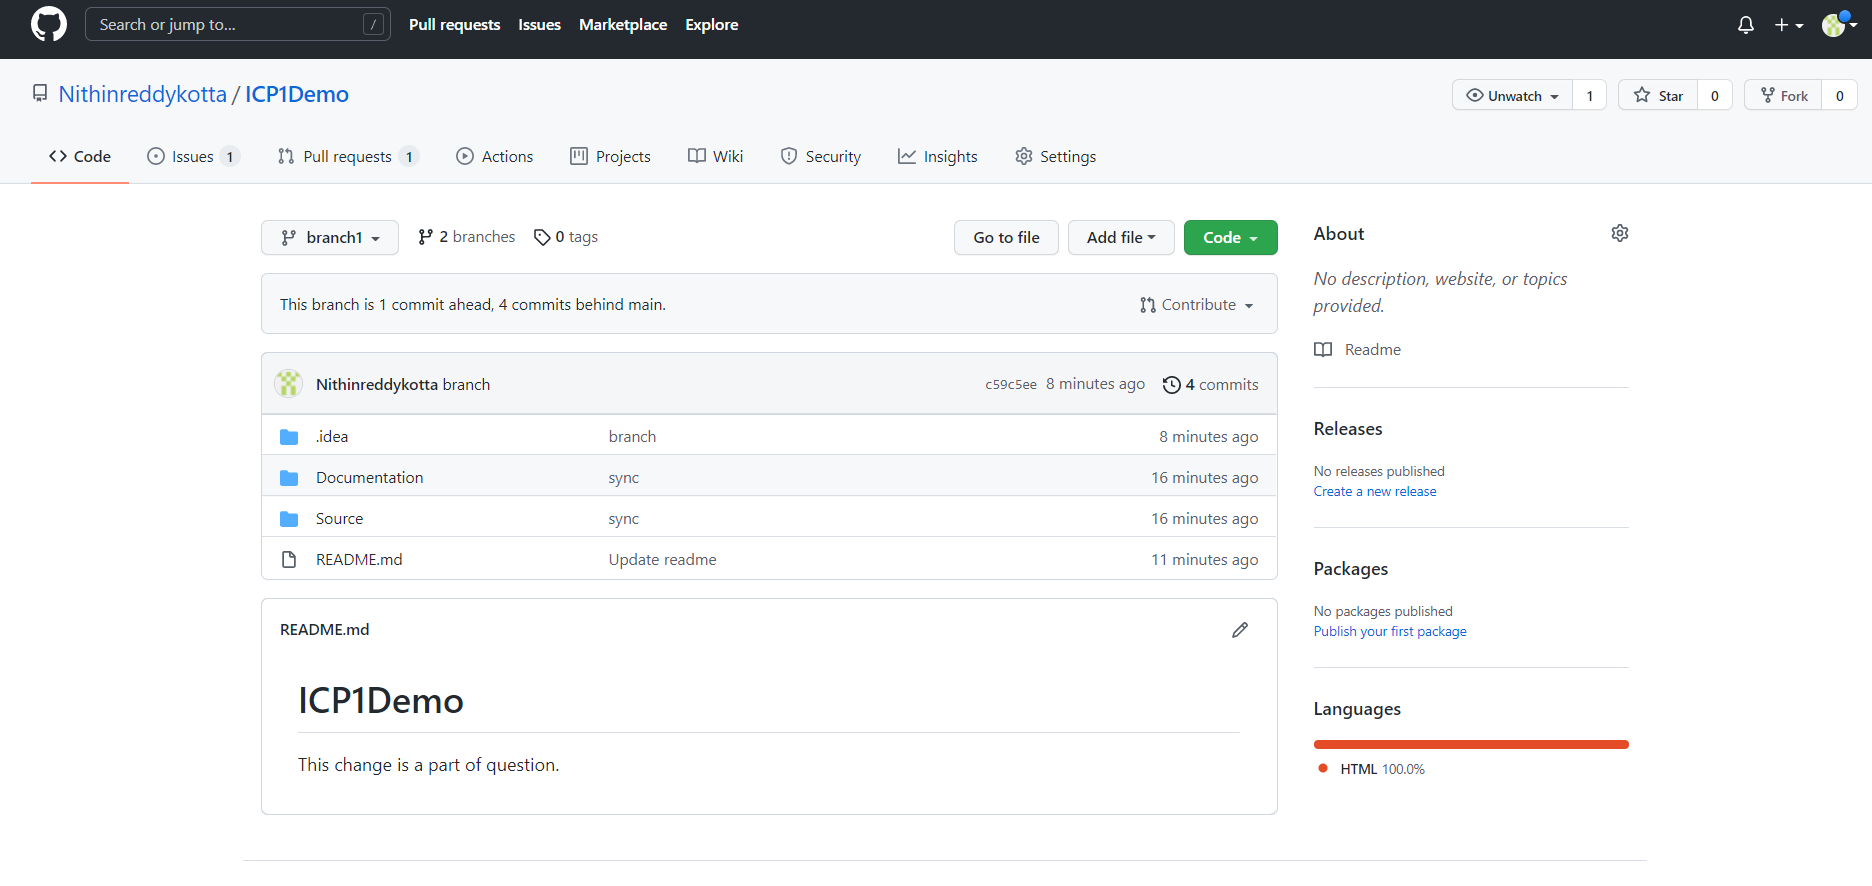 Search or jump to... / Pull requests Issues Marketplace Explore
Nithinreddykotta / ICP1Demo Unwatch 1 Star 0 Fork 0
Code Issues 1 Pull requests 1 Actions Projects Wiki Security Insights Settings
branch1 2 branches 0 tags Go to file Add file Code
This branch is 1 commit ahead, 4 commits behind main. Contribute
Nithinreddykotta branch c59c5ee 8 minutes ago 4 commits
.idea branch 8 minutes ago
Documentation sync 16 minutes ago
Source sync 16 minutes ago
README.md Update readme 11 minutes ago
README.md
ICP1Demo
This change is a part of question.
About
No description, website, or topics
provided.
Readme
Releases
No releases published
Create a new release
Packages
No packages published
Publish your first package
Languages
HTML 100.0%